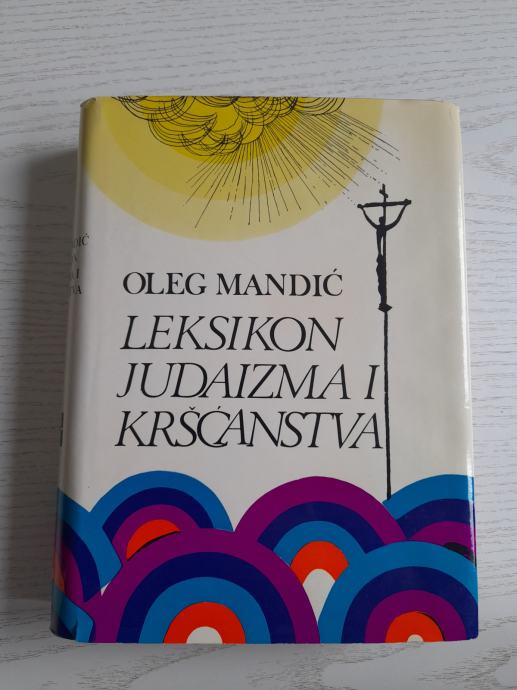 OLEG MANDIĆ
LEKSIKON
JUDAIZMA I
KRŠĆANSTVA